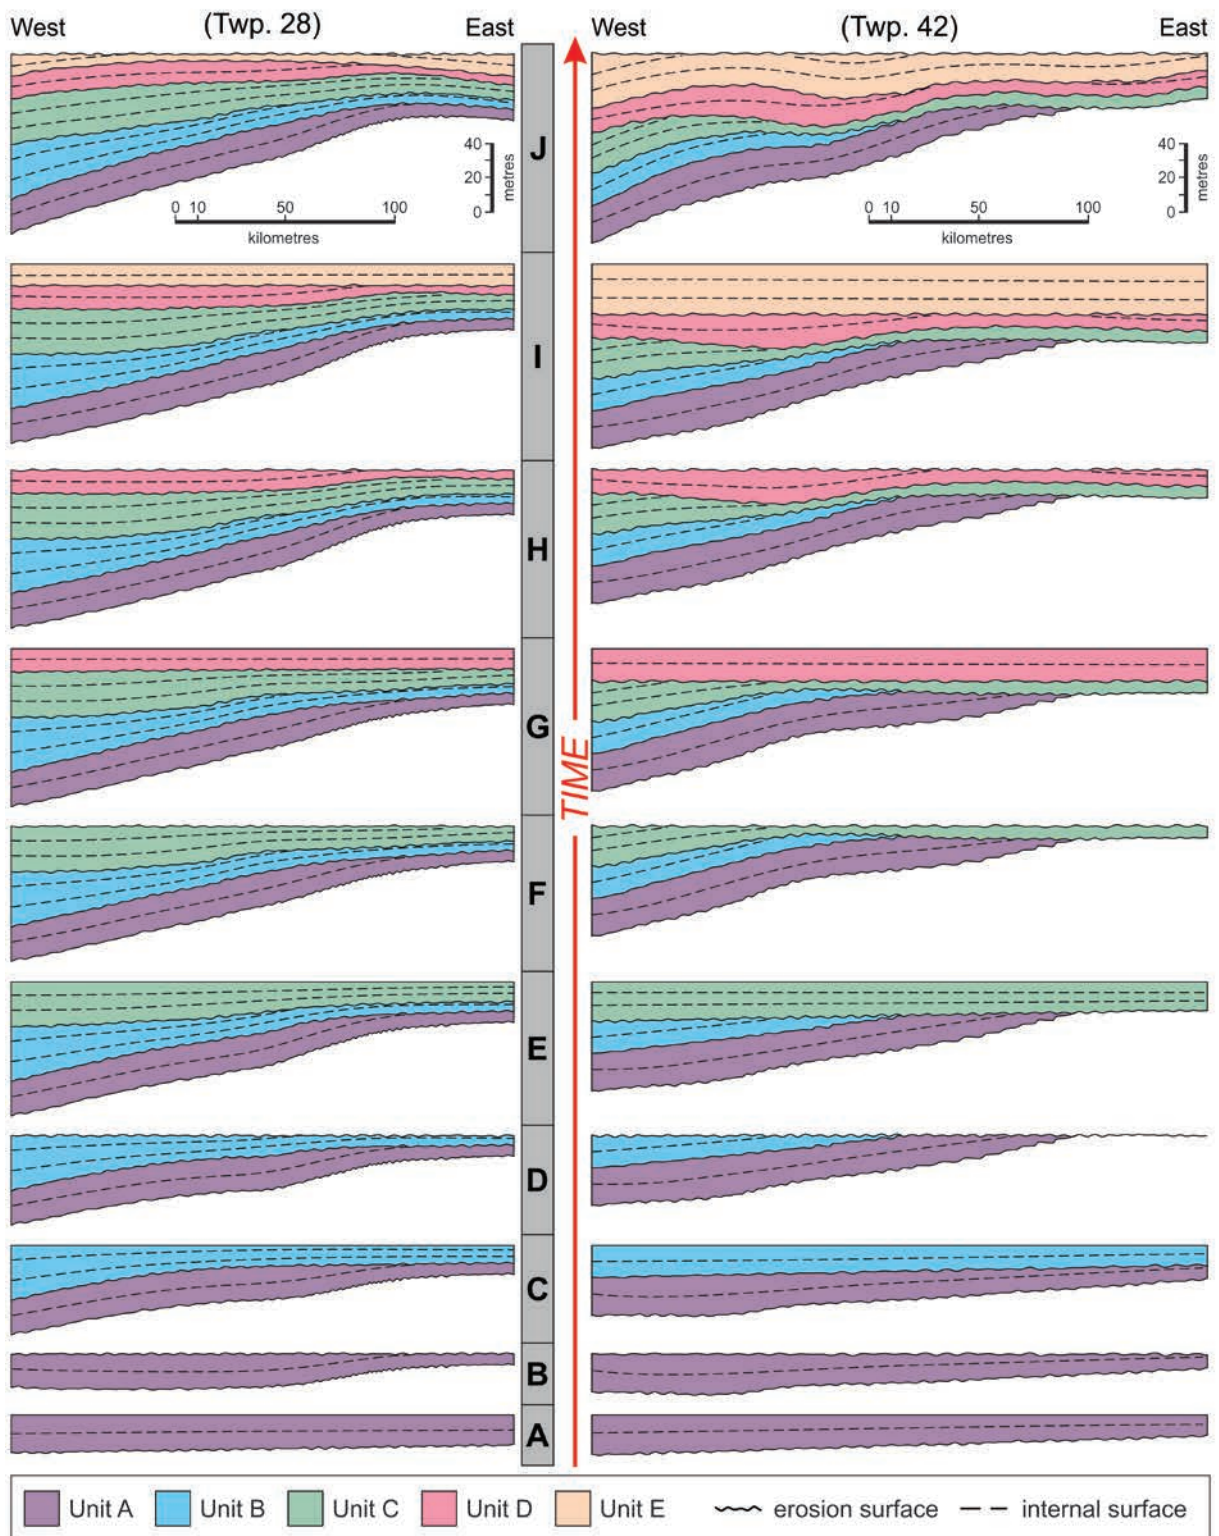 West (Twp. 28) East
West (Twp. 42) East
J
40
20
0
metres
0 10 50 100
kilometres
40
20
0
metres
0 10 50 100
kilometres
I
H
G
TIME
F
E
D
C
B
A
Unit A Unit B Unit C Unit D Unit E erosion surface internal surface